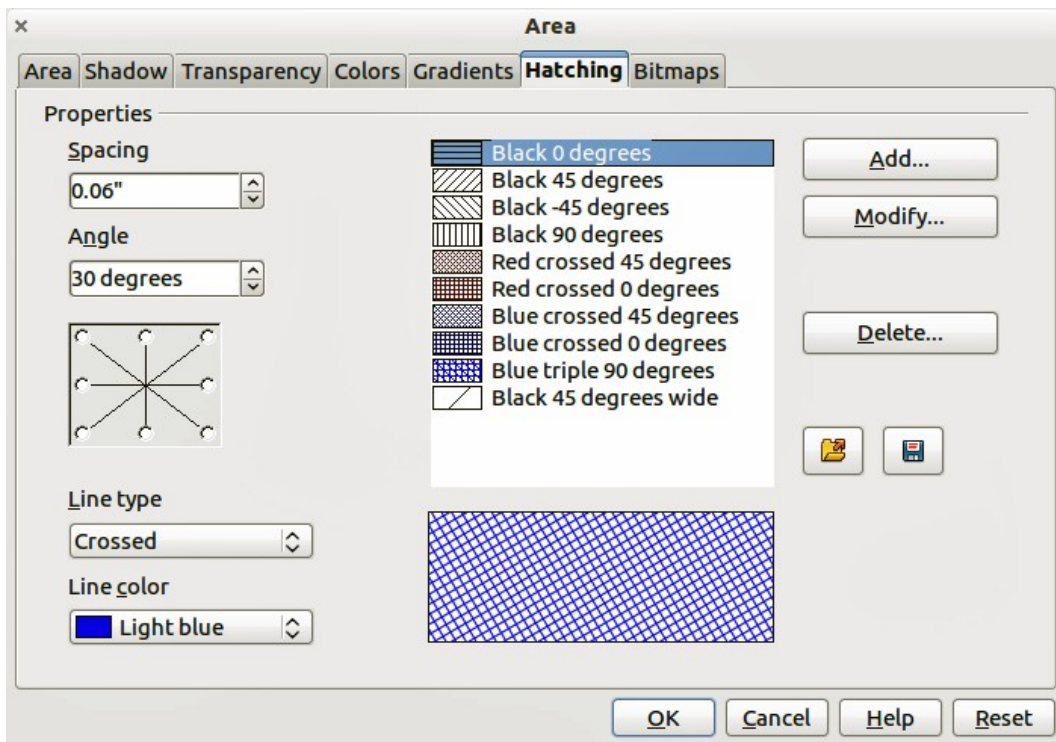 Area
Area Shadow Transparency Colors Gradients Hatching Bitmaps
Properties
Spacing
0.06"
Angle
30 degrees
Line type
Crossed
Line color
Light blue
Black 0 degrees
Black 45 degrees
Black -45 degrees
Black 90 degrees
Red crossed 45 degrees
Red crossed 0 degrees
Blue crossed 45 degrees
Blue crossed 0 degrees
Blue triple 90 degrees
Black 45 degrees wide
Add...
Modify...
Delete...
OK Cancel Help Reset